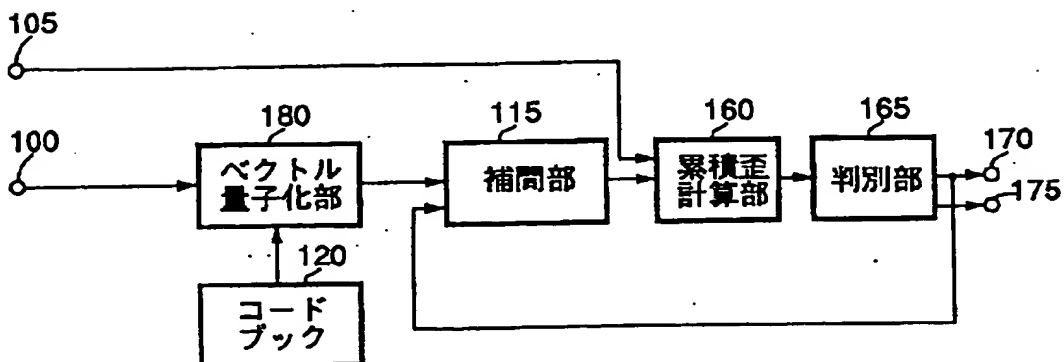 105
100
180
ベクトル
量子化部
115
補間部
160
累積歪
計算部
165
判別部
170
175
120
コード
ブック